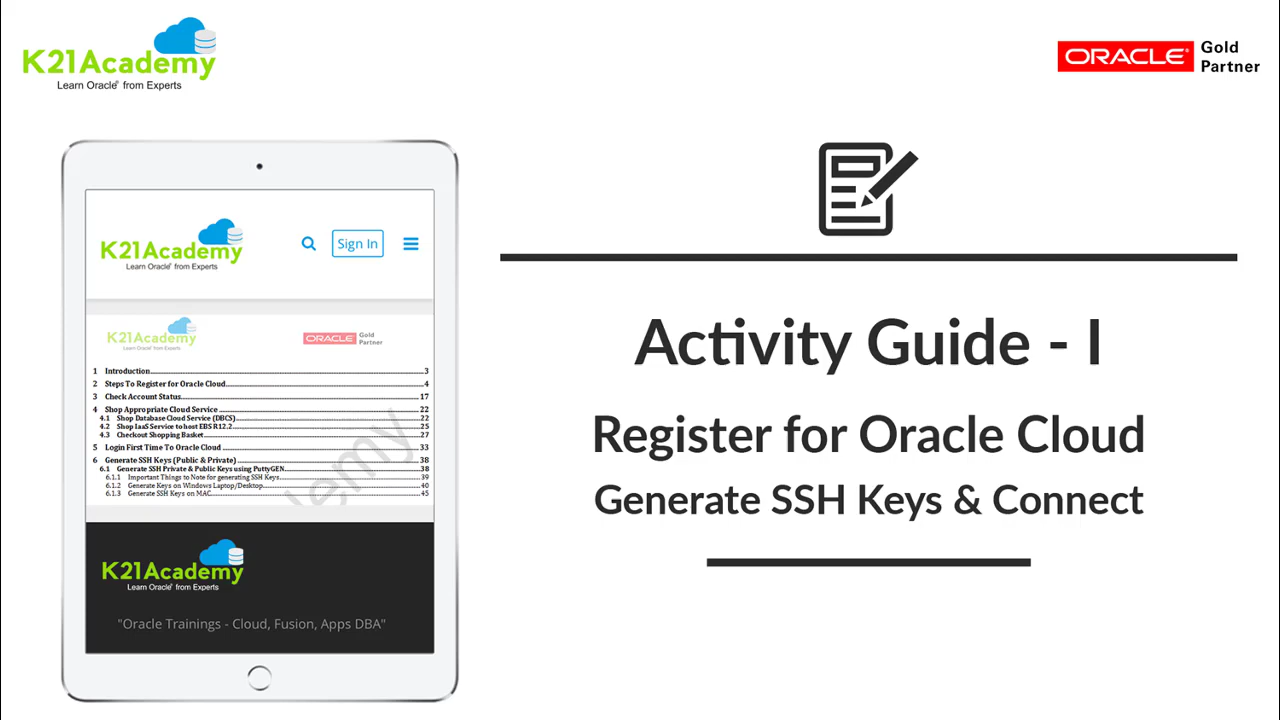 K21Academy
Learn Oracle® from Experts
ORACLE® Gold
Partner
K21Academy
Learn Oracle® from Experts
Sign In
K21Academy
Learn Oracle® from Experts
ORACLE Gold
Partner
1 Introduction 3
2 Steps To Register for Oracle Cloud 4
3 Check Account Status 17
4 Shop Appropriate Cloud Service 22
4.1 Shop Database Cloud Service (DBCS) 22
4.2 Shop IaaS Service to host EBS R12.2 25
4.3 Checkout Shopping Basket 27
5 Login First Time To Oracle Cloud 33
6 Generate SSH Keys (Public & Private) 38
6.1 Generate SSH Private & Public Keys using PuttyGEN 38
6.1.1 Important Things to Note for generating SSH Keys 39
6.1.2 Generate Keys on Windows Laptop/Desktop 40
6.1.3 Generate SSH Keys on MAC 45
demy
K21Academy
Learn Oracle® from Experts
"Oracle Trainings - Cloud, Fusion, Apps DBA"
Activity Guide - I
Register for Oracle Cloud
Generate SSH Keys & Connect